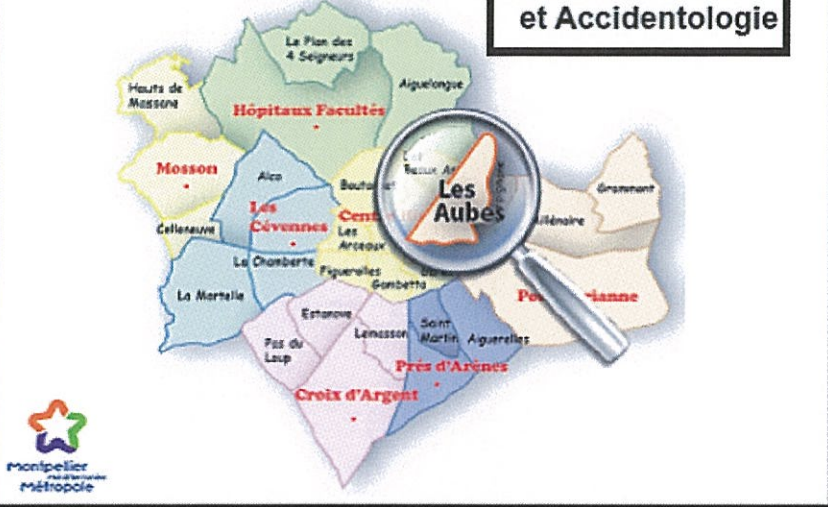 et Accidentologie
Le Plan des
4 Seigneurs
Hauts de
Massane
Aiguelongue
Hôpitaux Facultés
Mosson
Alco
Les
Aubes
Grammont
Les
Cévennes
Celleneuve
Les
Arceaux
La Chamberte
Figuerolles
Gambetta
La Martelle
Estanove
Lemasson
Saint
Martin
Aiguerelles
Pas du
Loup
Prés d'Arènes
Croix d'Argent
montpellier
méditerranée
métropole